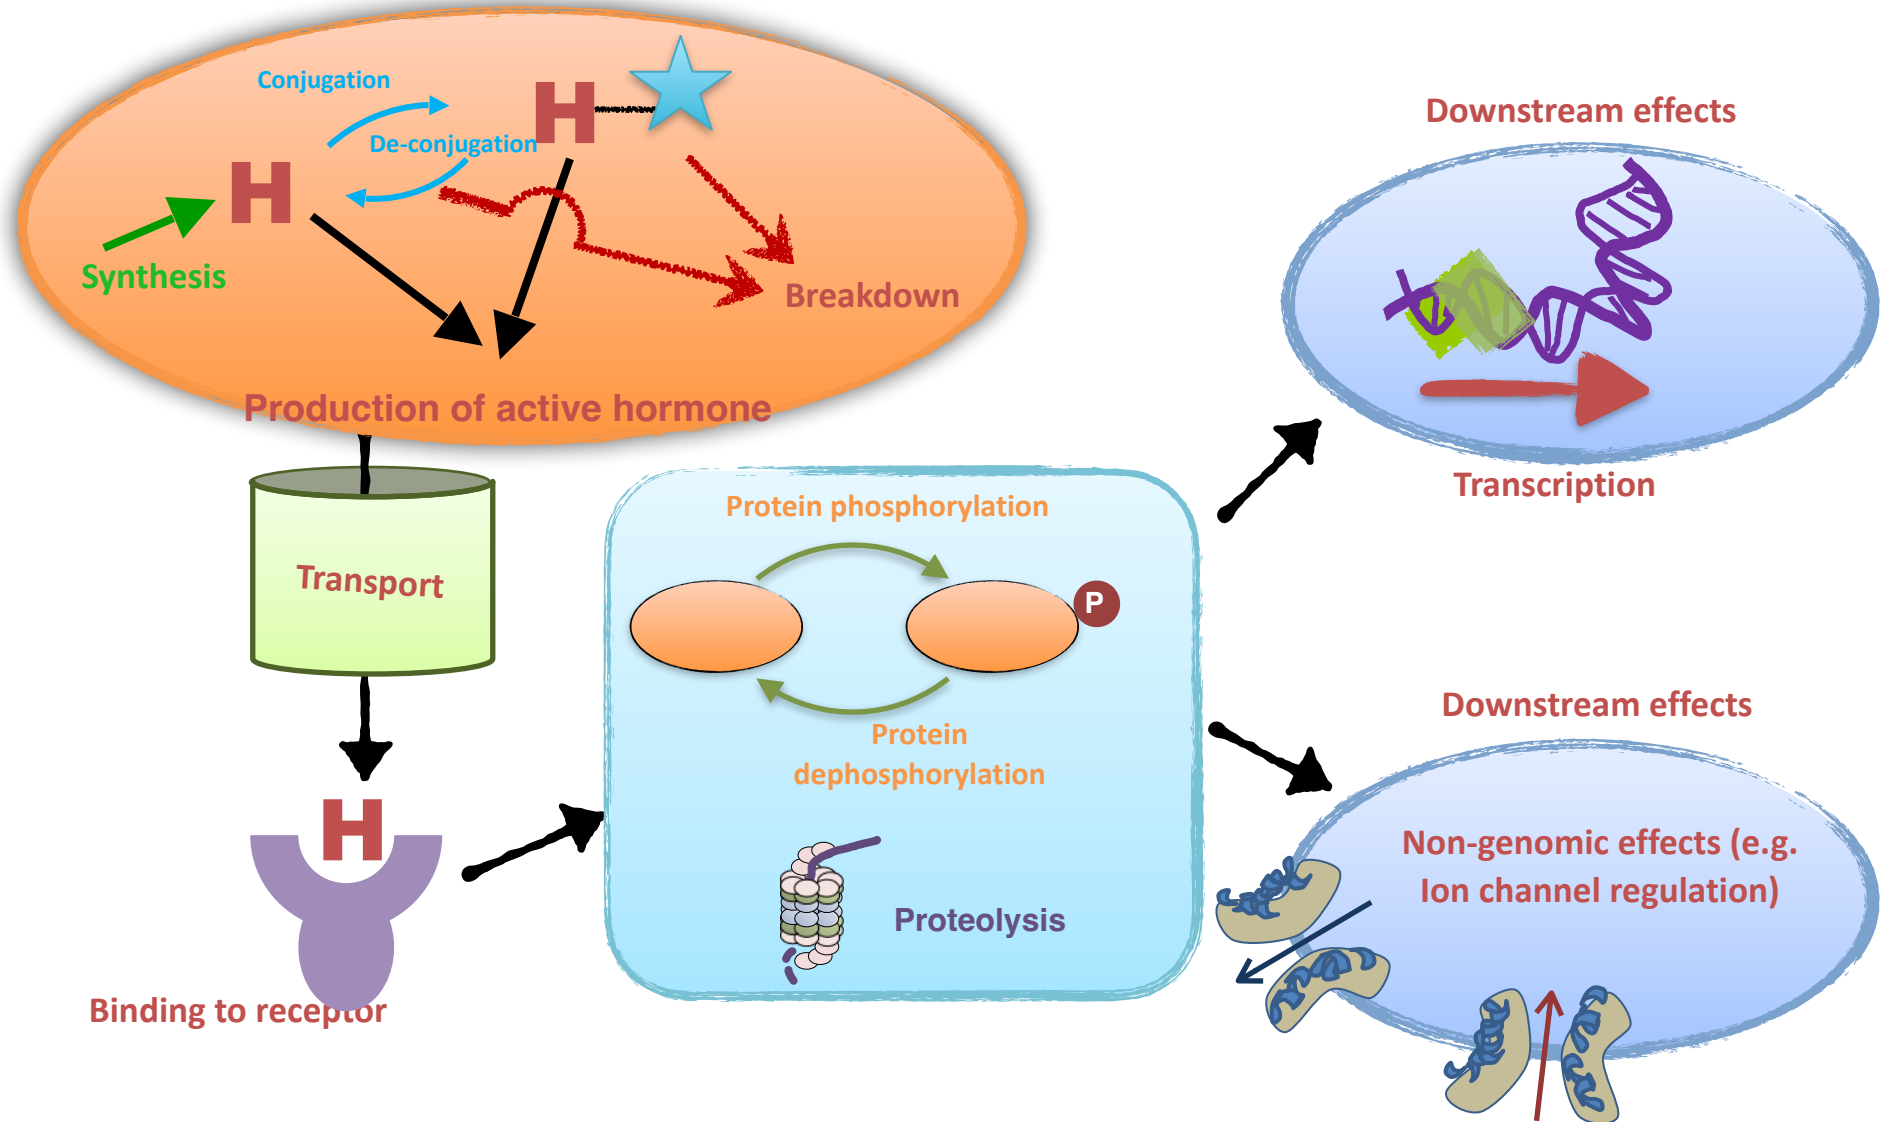 Conjugation
H
De-conjugation
H
Synthesis
Breakdown
Production of active hormone
Transport
H
Binding to receptor
Protein phosphorylation
P
Protein
dephosphorylation
Proteolysis
Downstream effects
Transcription
Downstream effects
Non-genomic effects (e.g.
Ion channel regulation)